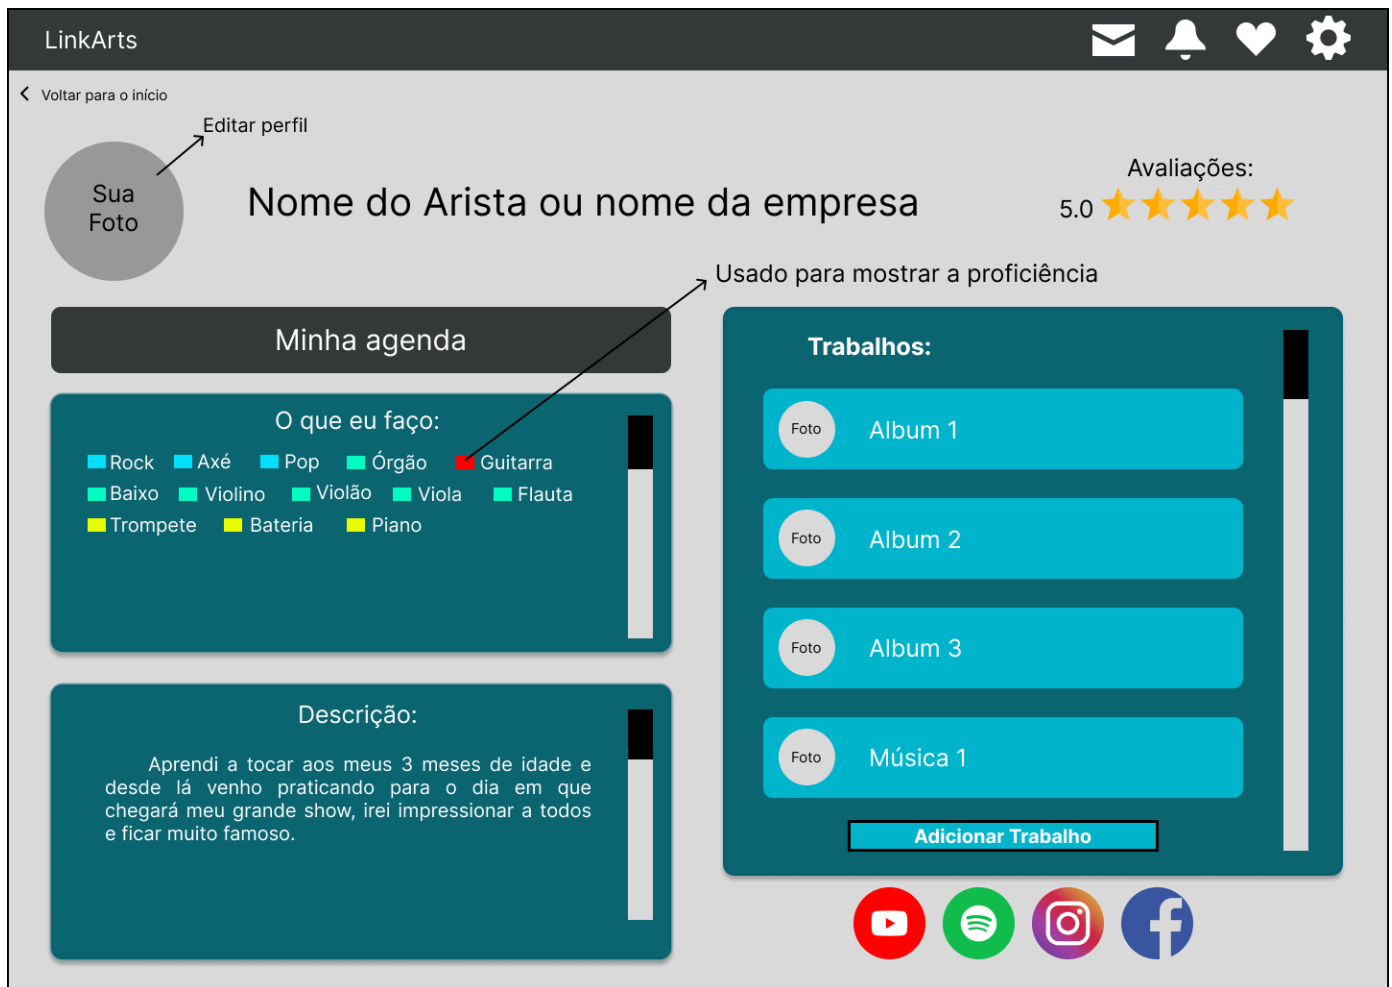 LinkArts
Voltar para o início
Editar perfil
Sua
Foto
Nome do Arista ou nome da empresa
Avaliações:
5.0
Usado para mostrar a proficiência
Minha agenda
O que eu faço:
Rock Axé Pop Órgão Guitarra
Baixo Violino Violão Viola Flauta
Trompete Bateria Piano
Descrição:
Aprendi a tocar aos meus 3 meses de idade e
desde lá venho praticando para o dia em que
chegará meu grande show, irei impressionar a todos
e ficar muito famoso.
Trabalhos:
Foto Album 1
Foto Album 2
Foto Album 3
Foto Música 1
Adicionar Trabalho